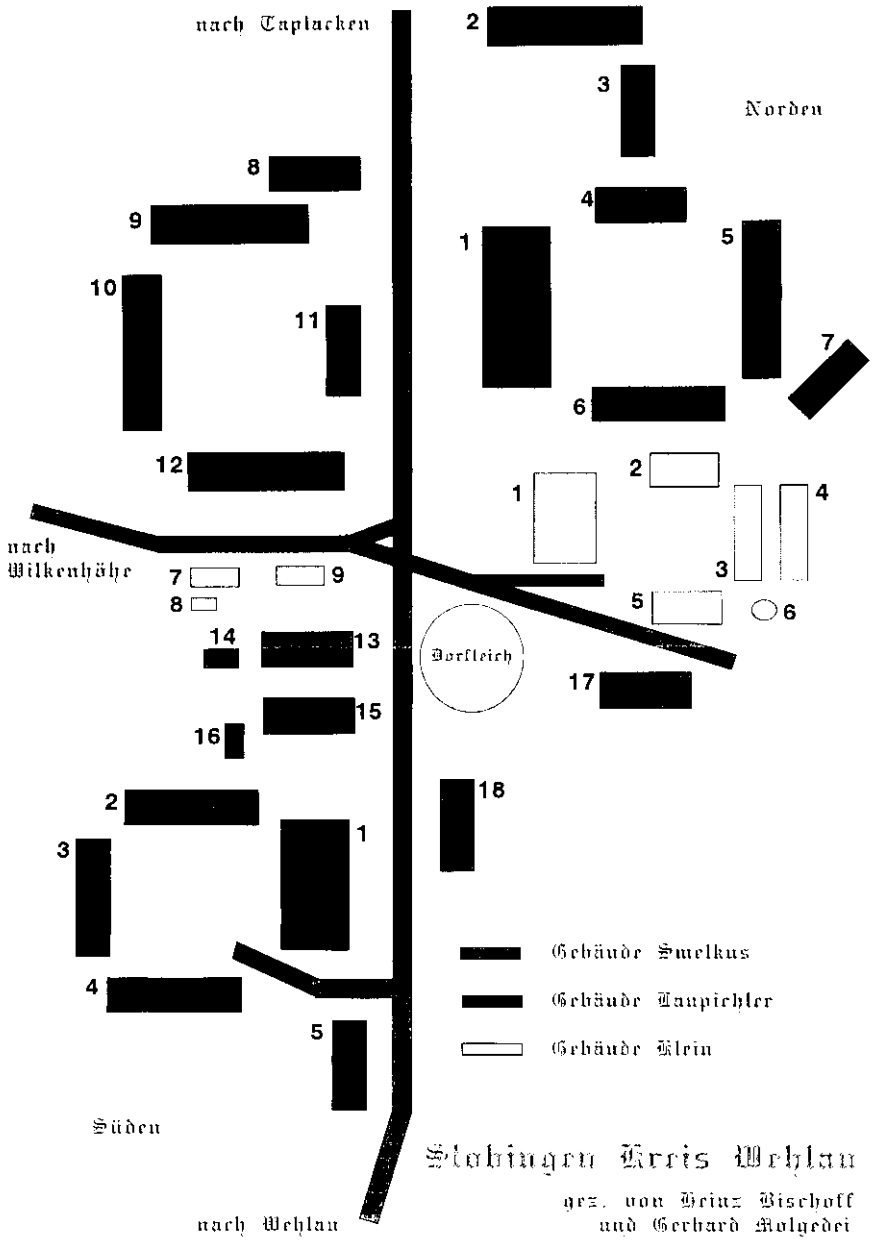 nach Taplacken
2
3
Norden
8
4
9
5
1
10
11
7
6
12
2
1
4
nach
Wilkenhöhe
7
9
3
8
5
6
14
13
Dorfteich
17
15
16
18
2
1
3
Gebäude Smelkus
4
Gebäude Laupichler
5
Gebäude Klein
Süden
Stobingen Kreis Wehlau
gez. von Heinz Bischoff
und Gerhard Molgedei
nach Wehlau